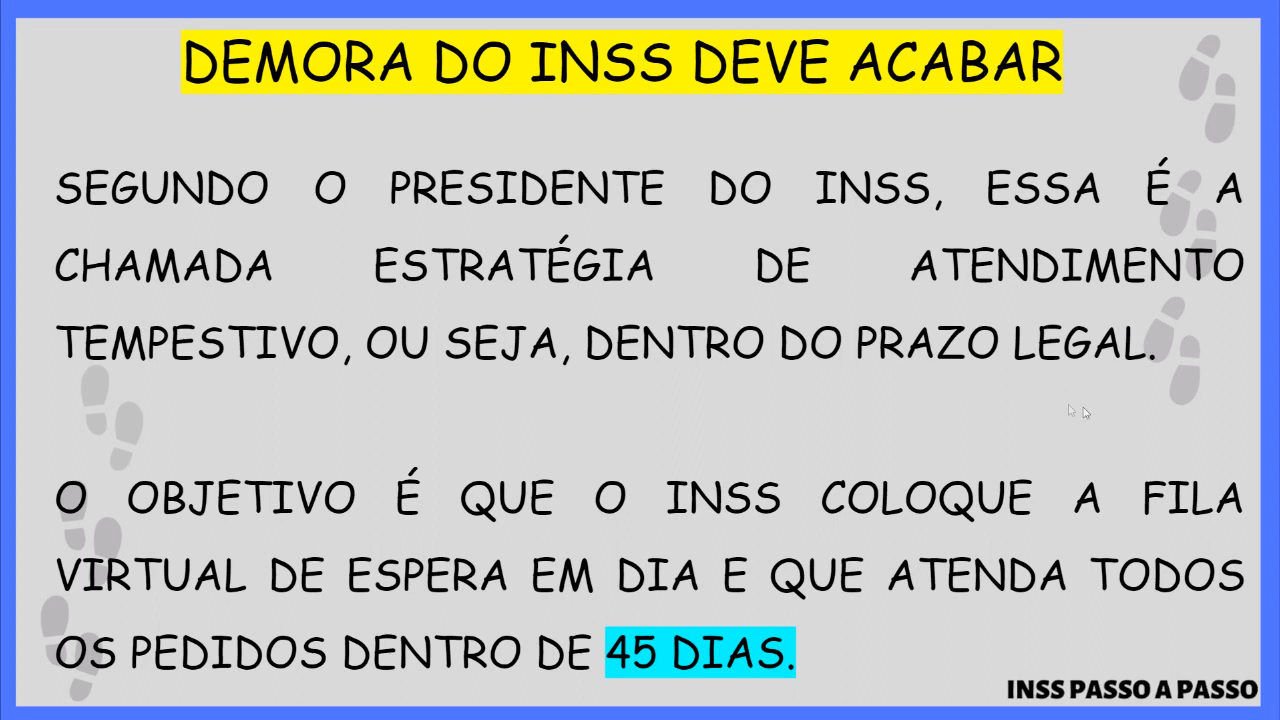 DEMORA DO INSS DEVE ACABAR
SEGUNDO O PRESIDENTE DO INSS, ESSA É A
CHAMADA ESTRATÉGIA DE ATENDIMENTO
TEMPESTIVO, OU SEJA, DENTRO DO PRAZO LEGAL.
O OBJETIVO É QUE O INSS COLOQUE A FILA
VIRTUAL DE ESPERA EM DIA E QUE ATENDA TODOS
OS PEDIDOS DENTRO DE 45 DIAS.
INSS PASSO A PASSO